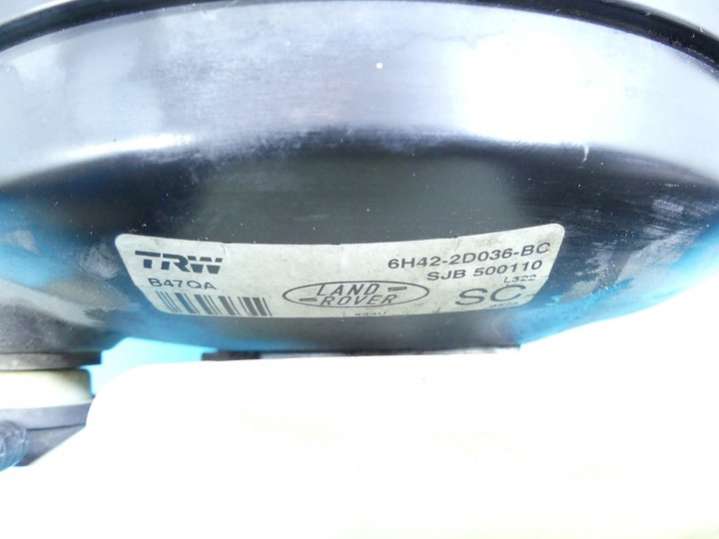 TRW
6H42-2D036-BC
SJB 500110
B47QA
LAND
ROVER
L322
SC